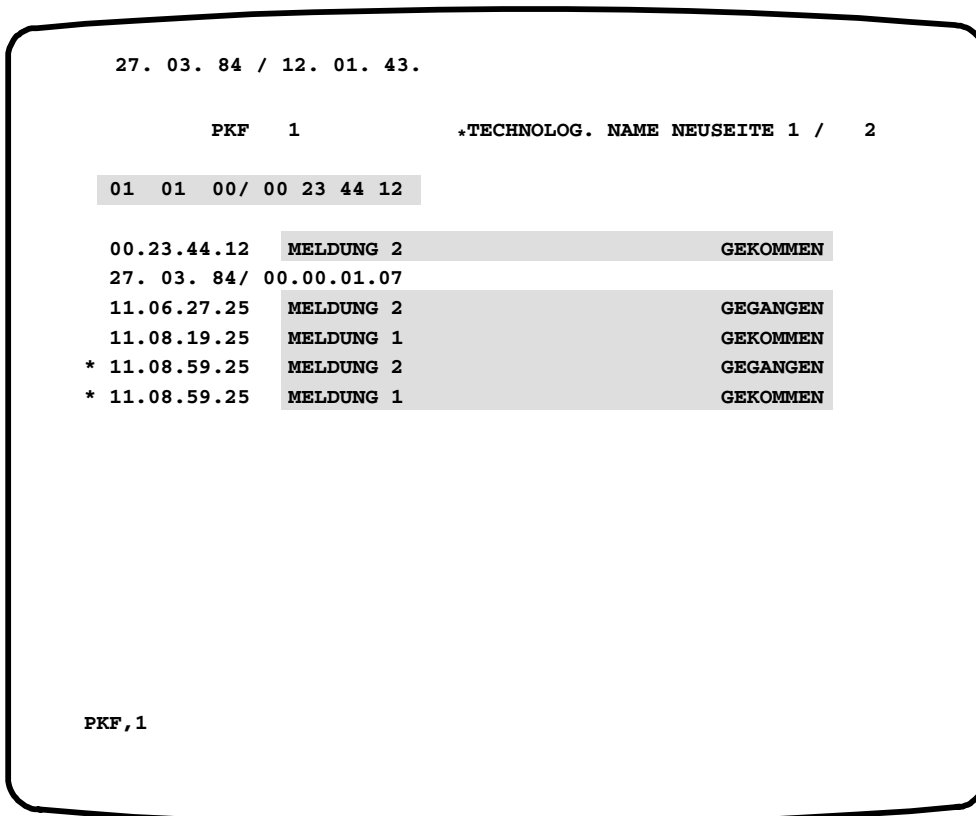 27. 03. 84 / 12. 01. 43.
PKF 1 *TECHNOLOG. NAME NEUSEITE 1 / 2
01 01 00/ 00 23 44 12
00.23.44.12 MELDUNG 2 GEKOMMEN
27. 03. 84/ 00.00.01.07
11.06.27.25 MELDUNG 2 GEGANGEN
11.08.19.25 MELDUNG 1 GEKOMMEN
* 11.08.59.25 MELDUNG 2 GEGANGEN
* 11.08.59.25 MELDUNG 1 GEKOMMEN
PKF,1